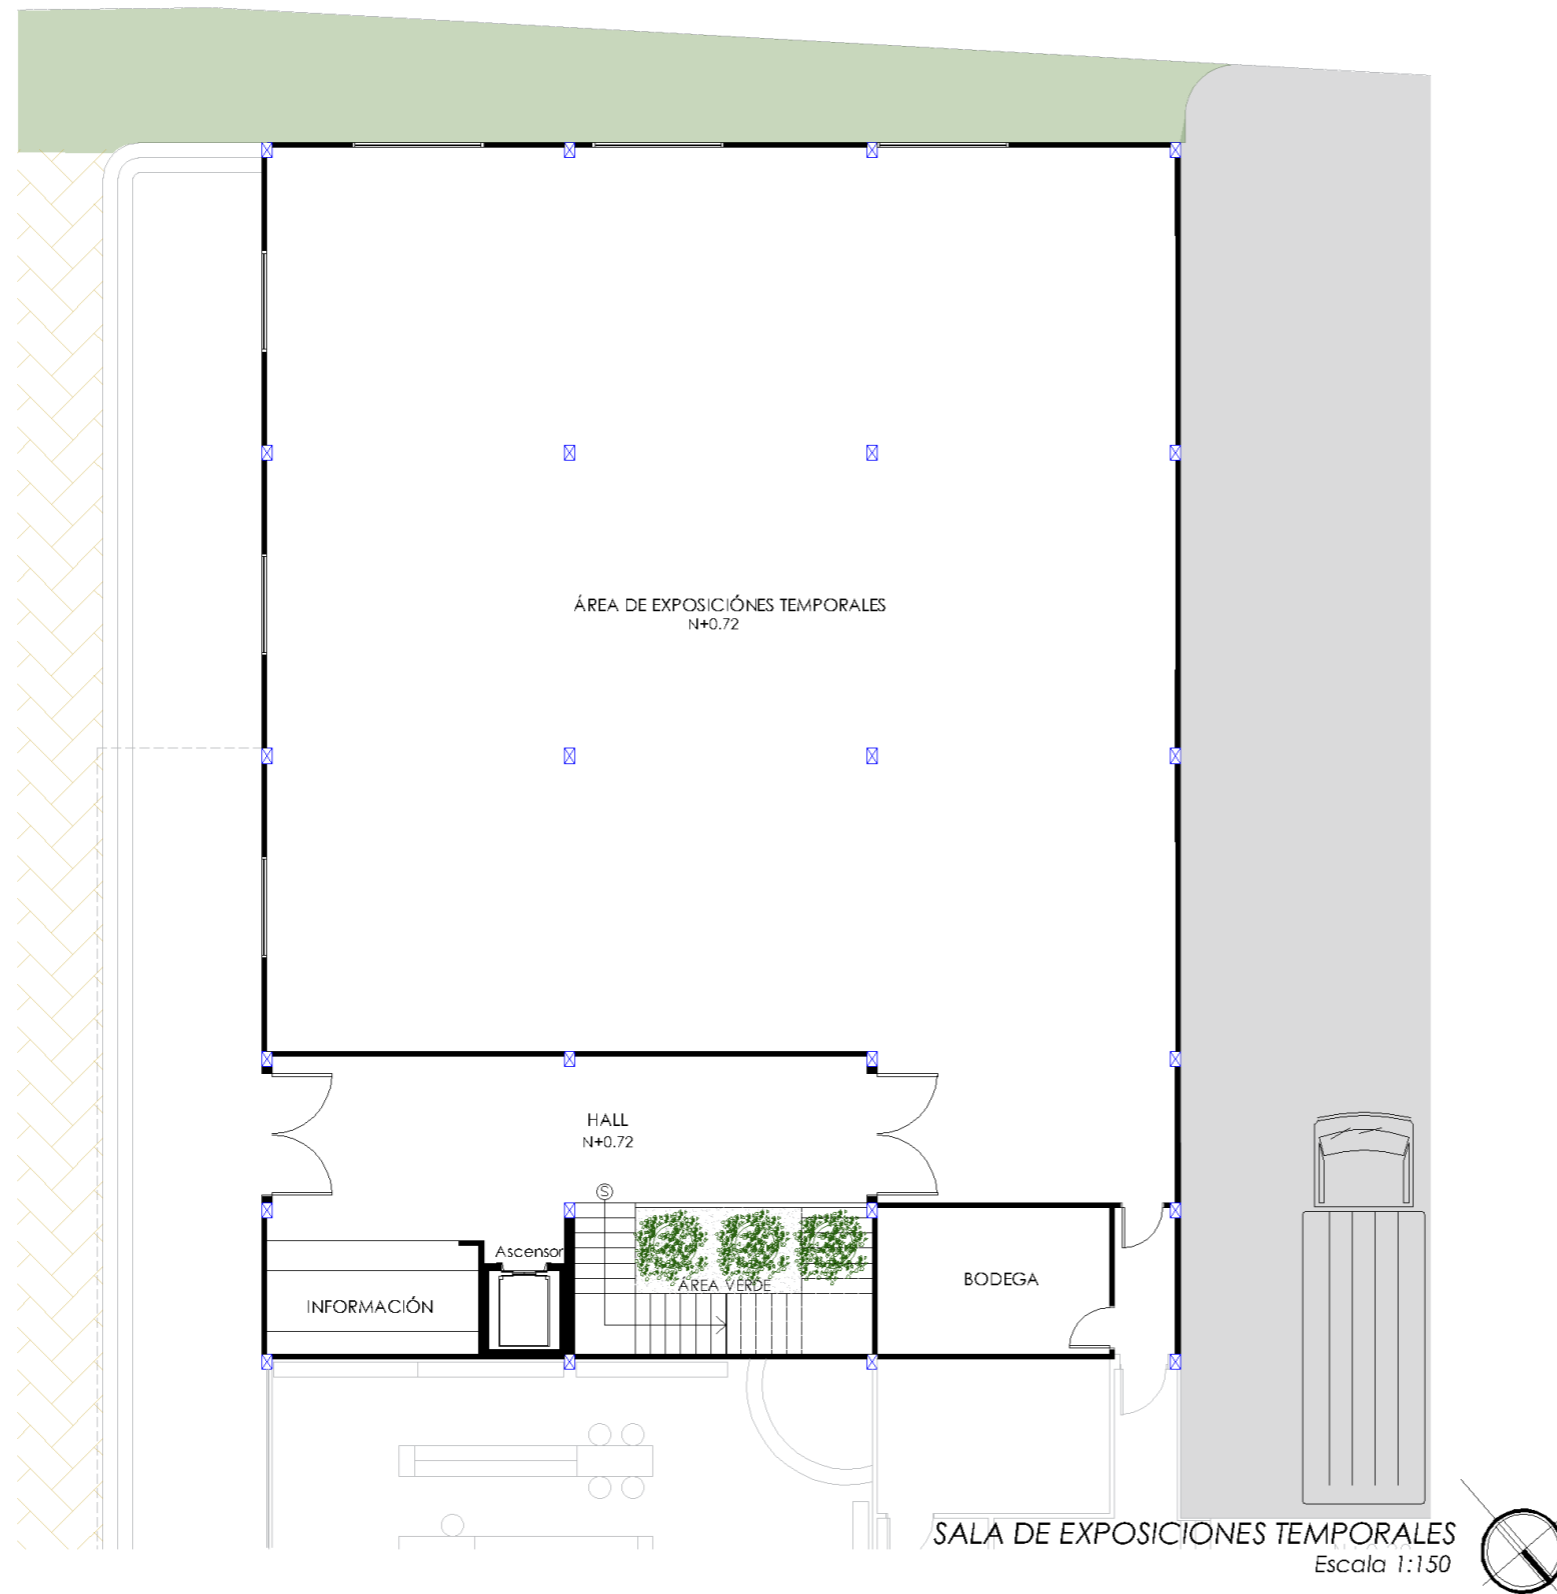 ÁREA DE EXPOSICIÓNES TEMPORALES
N+0.72
HALL
N+0.72
S
Ascensor
ÁREA VERDE
BODEGA
INFORMACIÓN
SALA DE EXPOSICIONES TEMPORALES
Escala 1:150